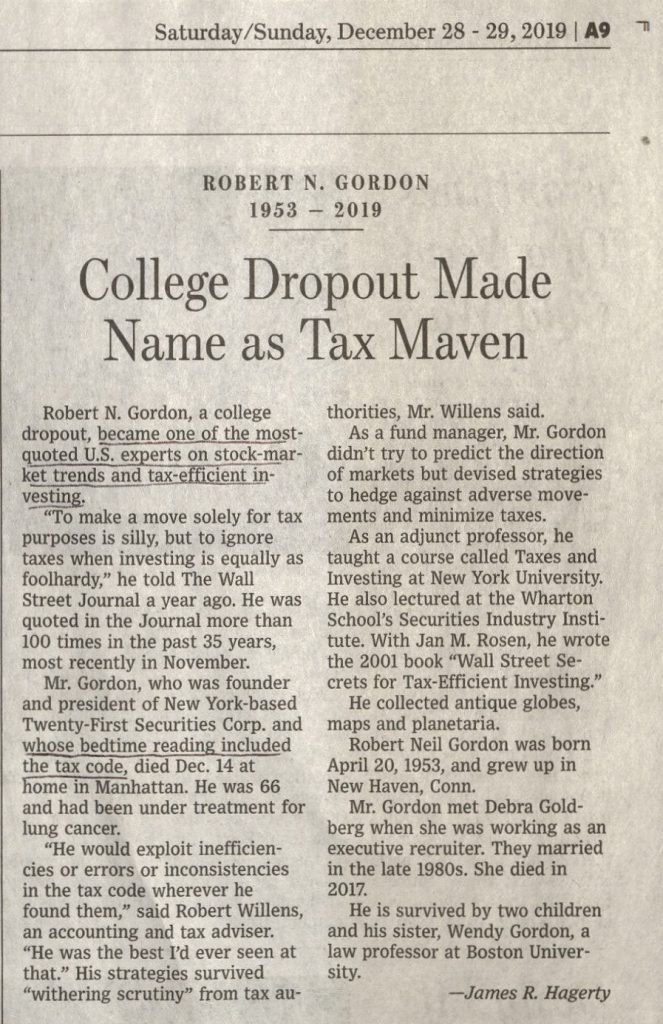 Saturday/Sunday, December 28 - 29, 2019 | A9
ROBERT N. GORDON
1953 – 2019
College Dropout Made
Name as Tax Maven
Robert N. Gordon, a college
dropout, became one of the most-
quoted U.S. experts on stock-mar-
ket trends and tax-efficient in-
vesting.
“To make a move solely for tax
purposes is silly, but to ignore
taxes when investing is equally as
foolhardy,” he told The Wall
Street Journal a year ago. He was
quoted in the Journal more than
100 times in the past 35 years,
most recently in November.
Mr. Gordon, who was founder
and president of New York-based
Twenty-First Securities Corp. and
whose bedtime reading included
the tax code, died Dec. 14 at
home in Manhattan. He was 66
and had been under treatment for
lung cancer.
“He would exploit inefficien-
cies or errors or inconsistencies
in the tax code wherever he
found them,” said Robert Willens,
an accounting and tax adviser.
“He was the best I’d ever seen at
that.” His strategies survived
“withering scrutiny” from tax au-
thorities, Mr. Willens said.
As a fund manager, Mr. Gordon
didn’t try to predict the direction
of markets but devised strategies
to hedge against adverse move-
ments and minimize taxes.
As an adjunct professor, he
taught a course called Taxes and
Investing at New York University.
He also lectured at the Wharton
School’s Securities Industry Insti-
tute. With Jan M. Rosen, he wrote
the 2001 book “Wall Street Se-
crets for Tax-Efficient Investing.”
He collected antique globes,
maps and planetaria.
Robert Neil Gordon was born
April 20, 1953, and grew up in
New Haven, Conn.
Mr. Gordon met Debra Gold-
berg when she was working as an
executive recruiter. They married
in the late 1980s. She died in
2017.
He is survived by two children
and his sister, Wendy Gordon, a
law professor at Boston Univer-
sity.
—James R. Hagerty